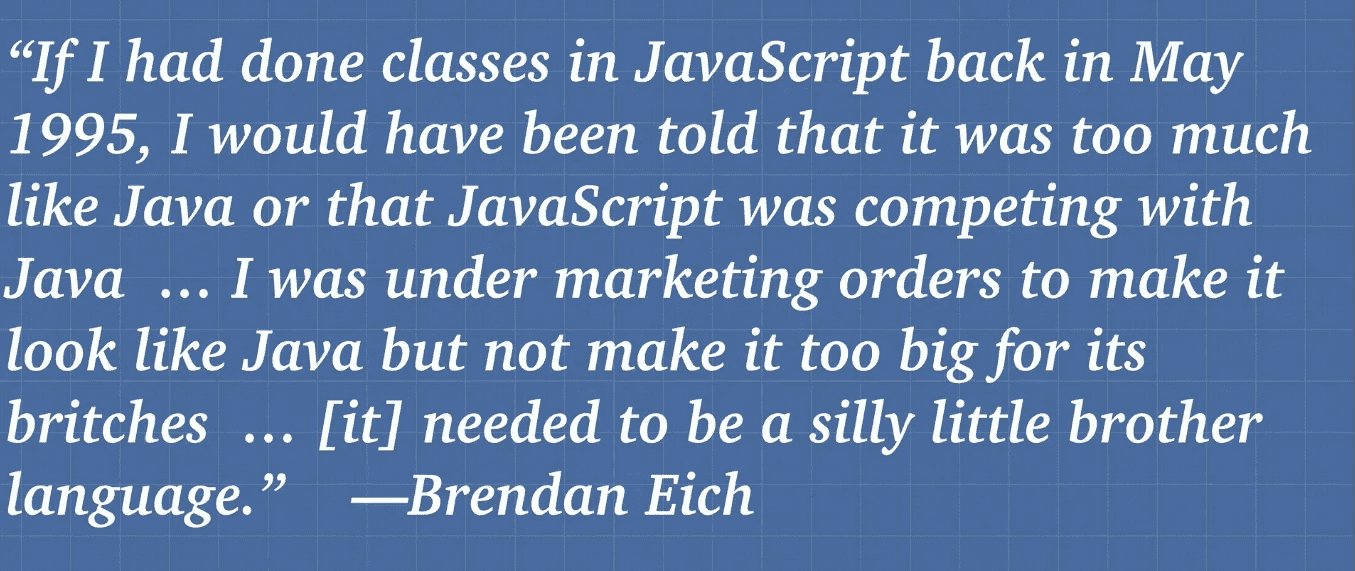 “If I had done classes in JavaScript back in May
1995, I would have been told that it was too much
like Java or that JavaScript was competing with
Java … I was under marketing orders to make it
look like Java but not make it too big for its
britches … [it] needed to be a silly little brother
language.” —Brendan Eich